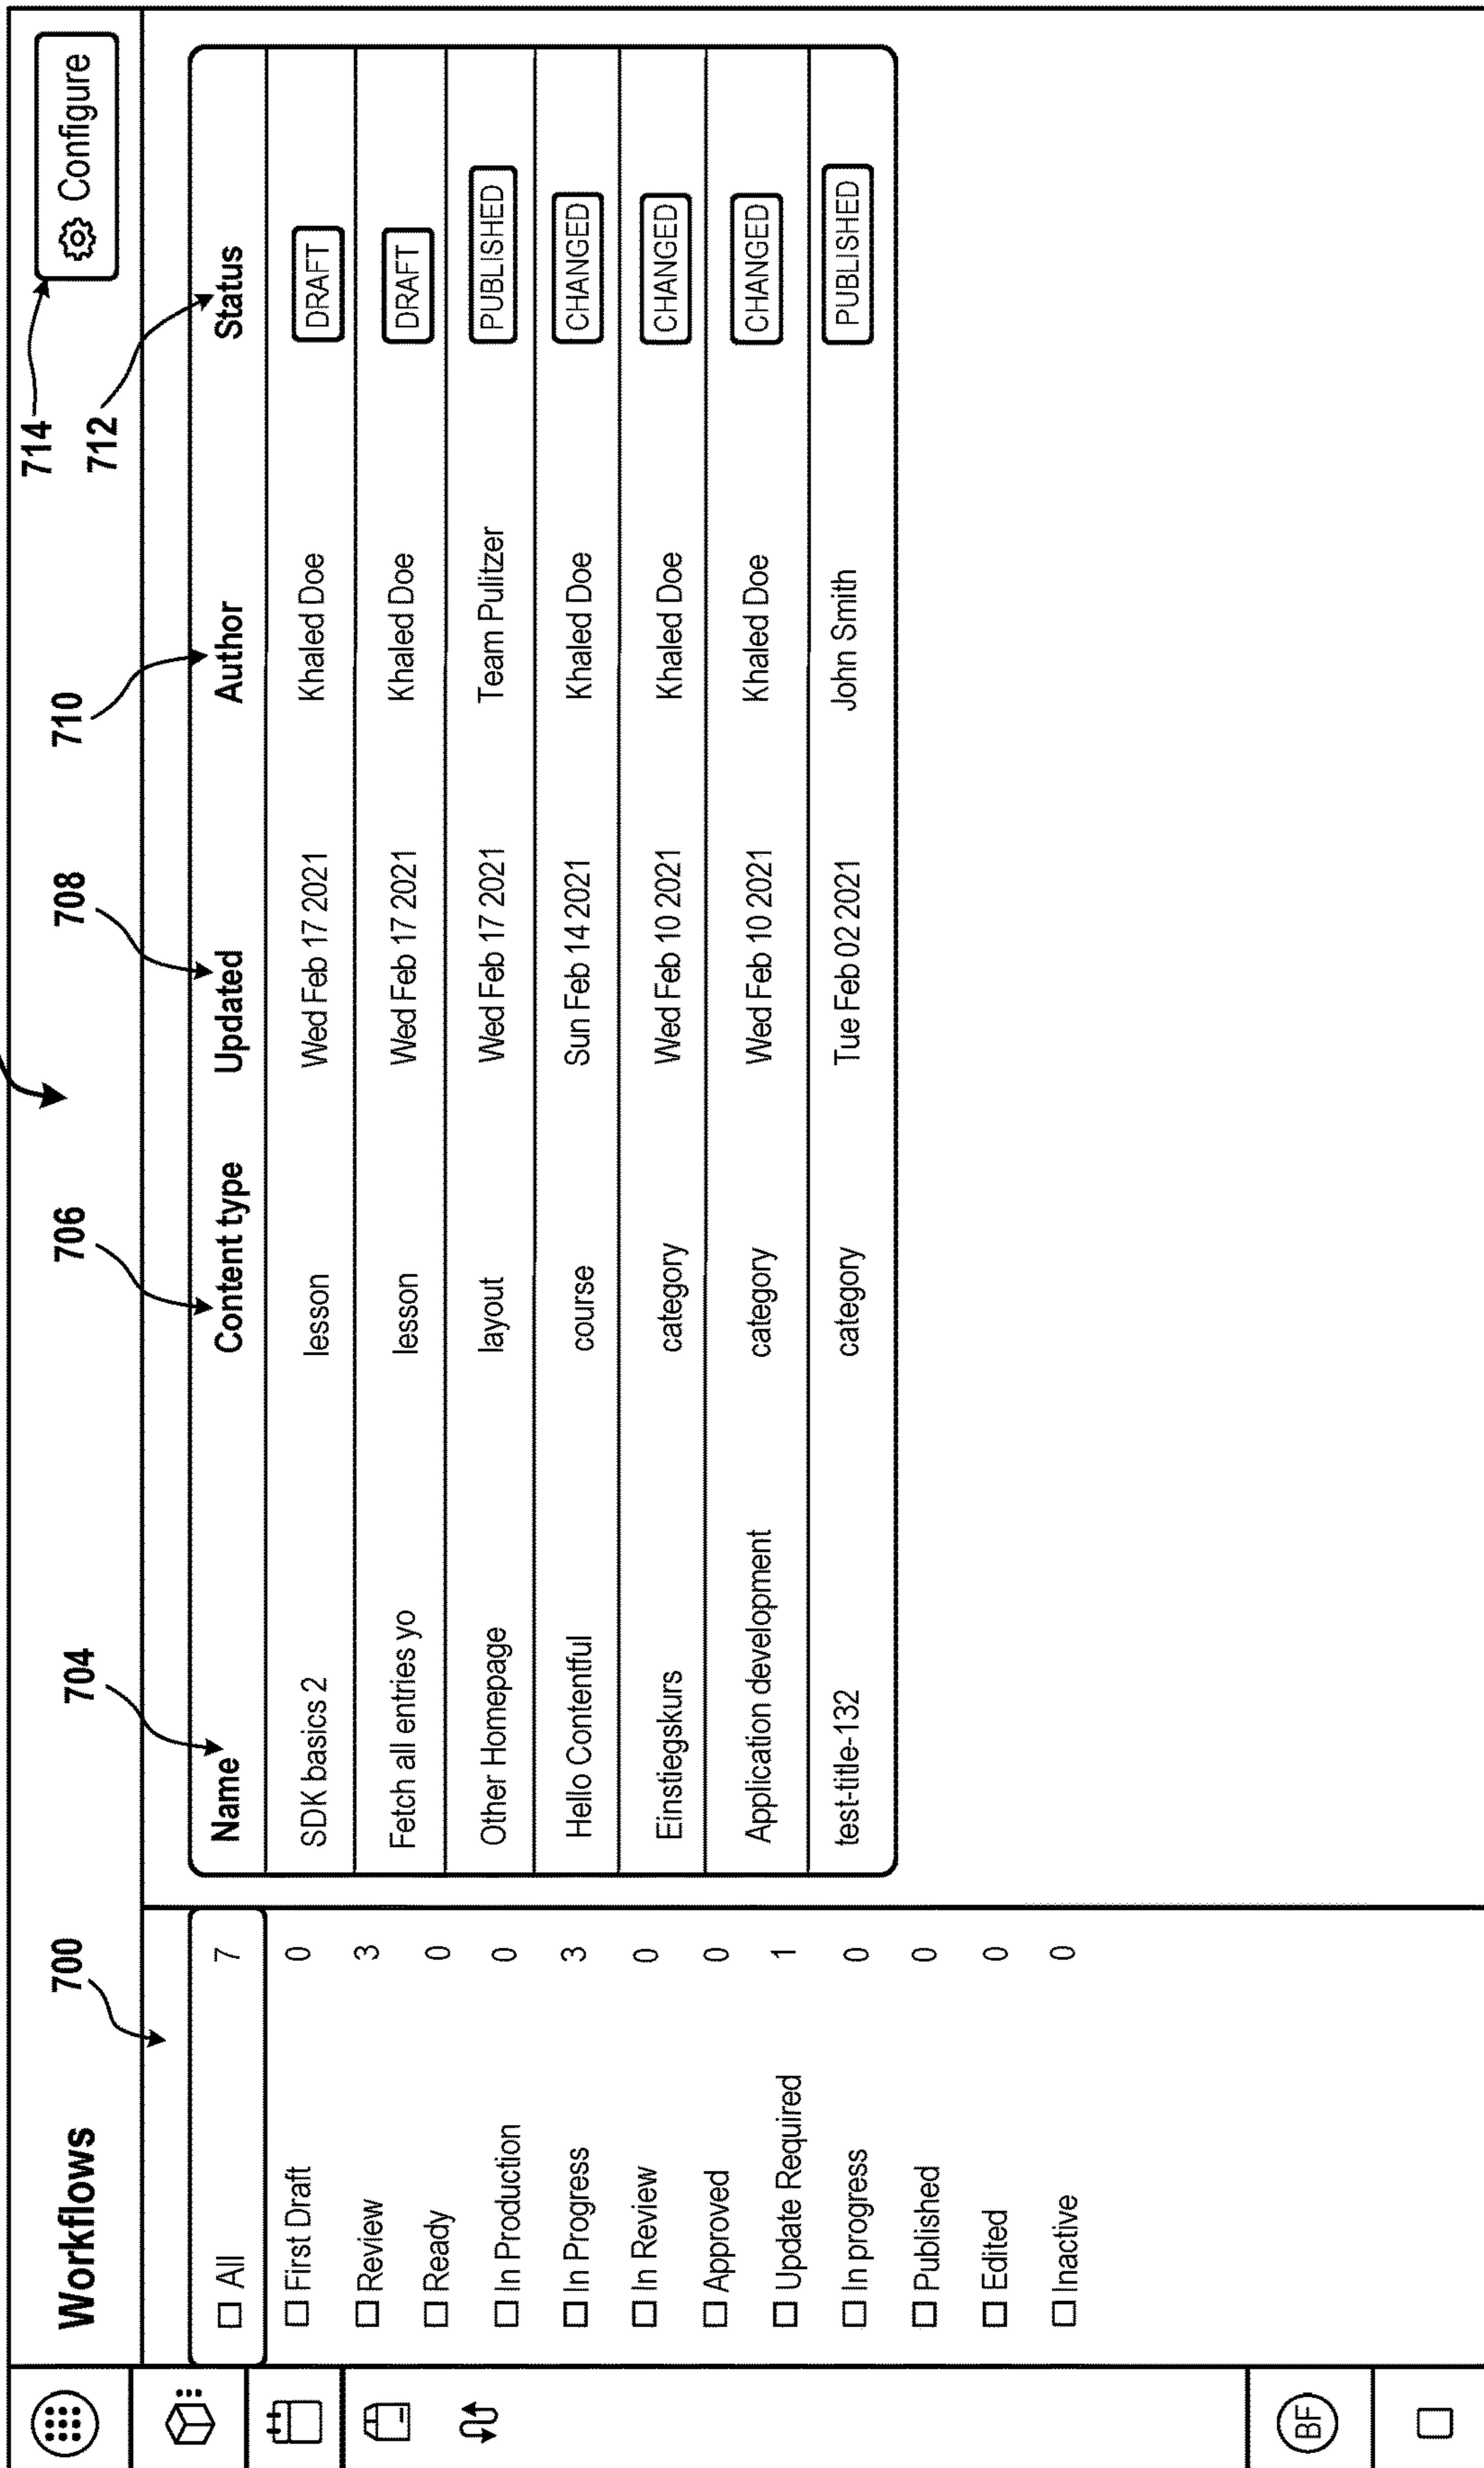 714
712
700
704
706
708
710
Workflows
Configure
All 7
First Draft 0
Review 3
Ready 0
In Production 0
In Progress 3
In Review 0
Approved 0
Update Required 1
In progress 0
Published 0
Edited 0
Inactive 0
Name Content type Updated Author Status
SDK basics 2 lesson Wed Feb 17 2021 Khaled Doe DRAFT
Fetch all entries yo lesson Wed Feb 17 2021 Khaled Doe DRAFT
Other Homepage layout Wed Feb 17 2021 Team Pulitzer PUBLISHED
Hello Contentful course Sun Feb 14 2021 Khaled Doe CHANGED
Einstiegskurs category Wed Feb 10 2021 Khaled Doe CHANGED
Application development category Wed Feb 10 2021 Khaled Doe CHANGED
test-title-132 category Tue Feb 02 2021 John Smith PUBLISHED
BF